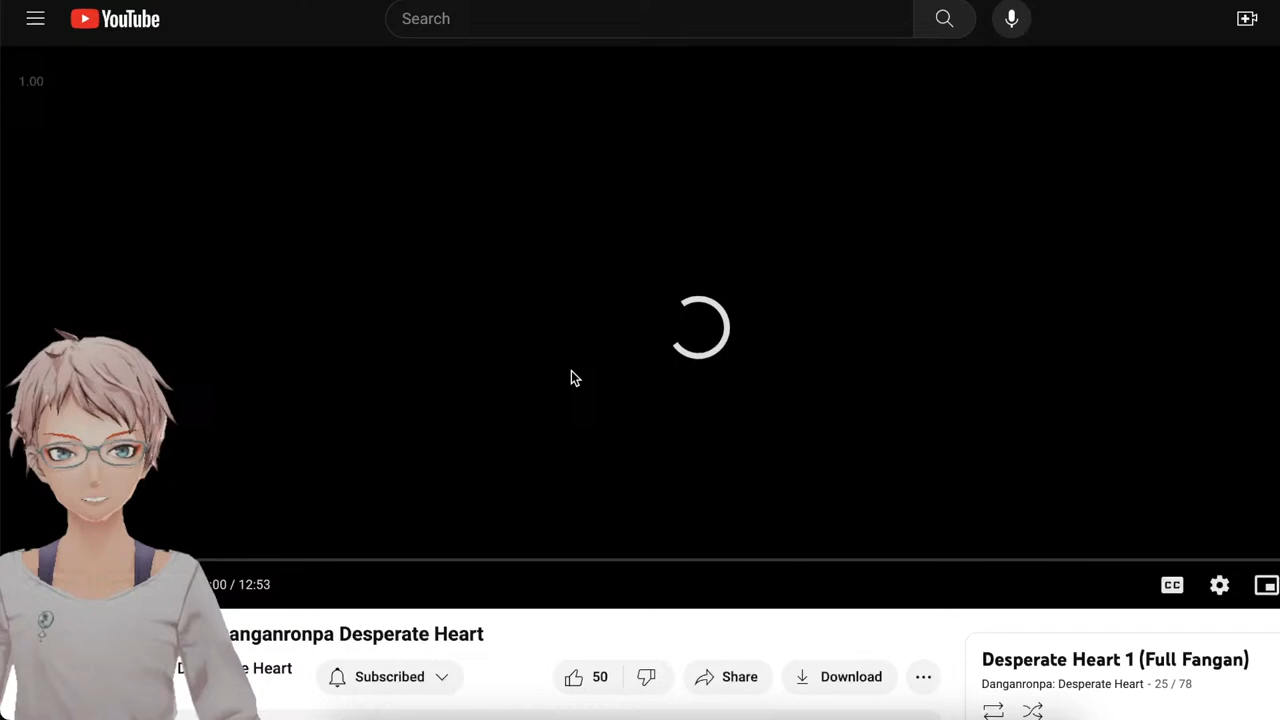 YouTube
Search
1.00
:00 / 12:53
CC
anganronpa Desperate Heart
D
e Heart
Subscribed
50
Share
Download
Desperate Heart 1 (Full Fangan)
Danganronpa: Desperate Heart - 25 / 78